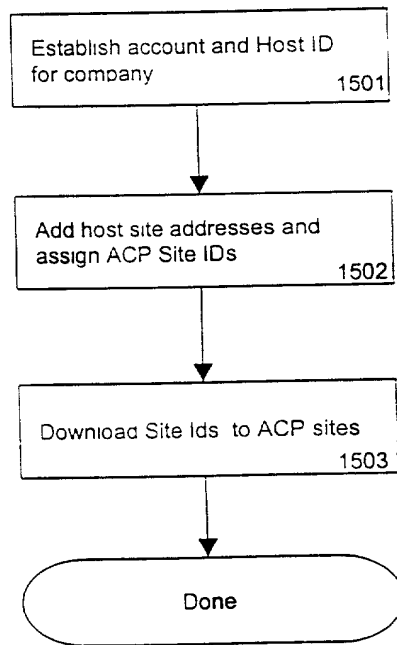 Establish account and Host ID
for company
1501
Add host site addresses and
assign ACP Site IDs
1502
Download Site Ids to ACP sites
1503
Done